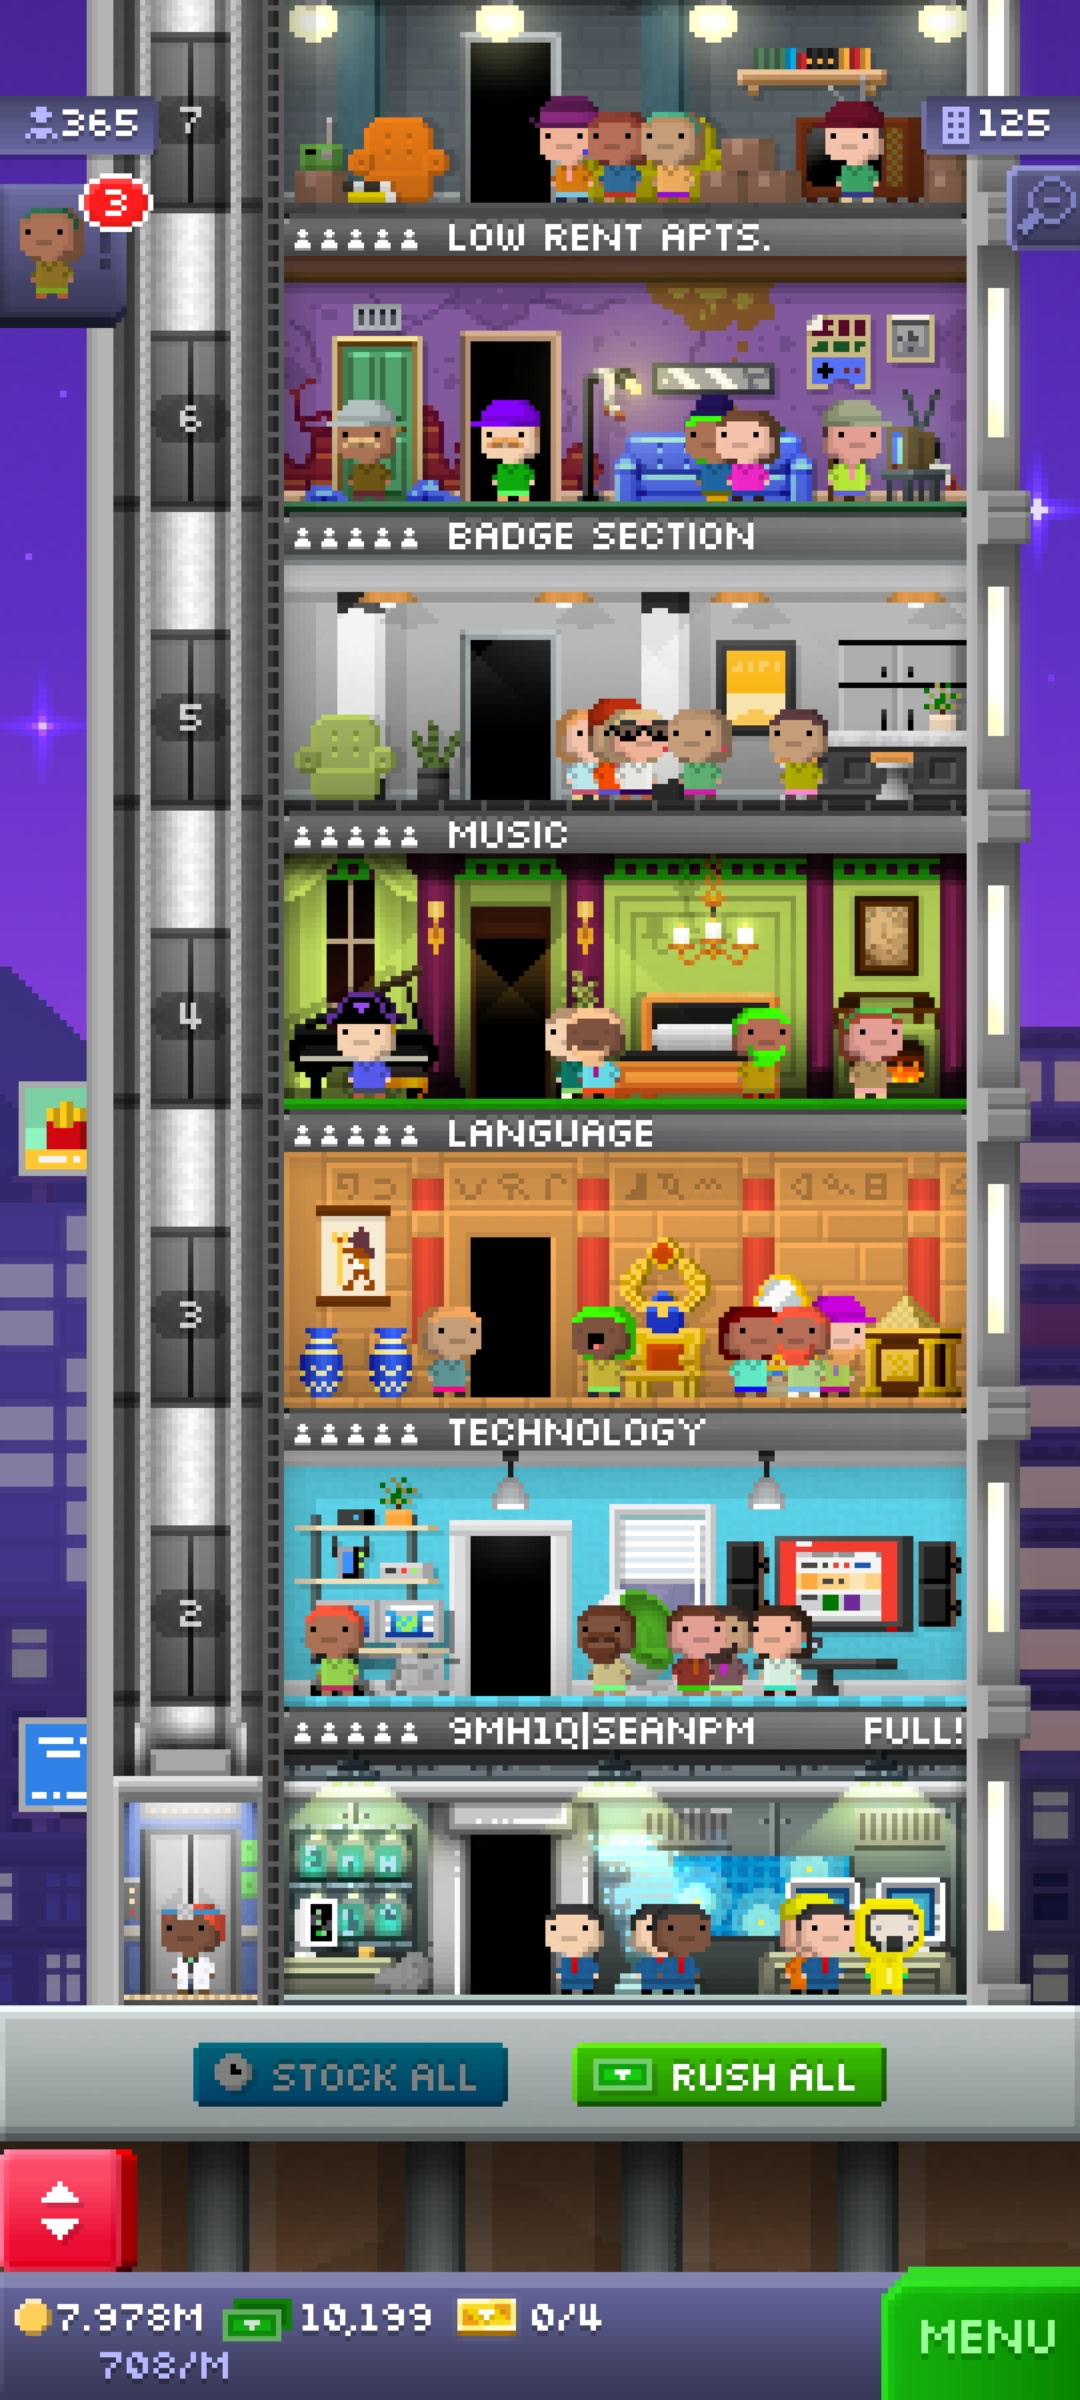 7
365
125
3
LOW RENT APTS.
6
BADGE SECTION
5
MUSIC
4
LANGUAGE
3
TECHNOLOGY
2
9MH1Q|SEANPM FULL!
STOCK ALL
RUSH ALL
7.978M 10,199 0/4
708/M
MENU